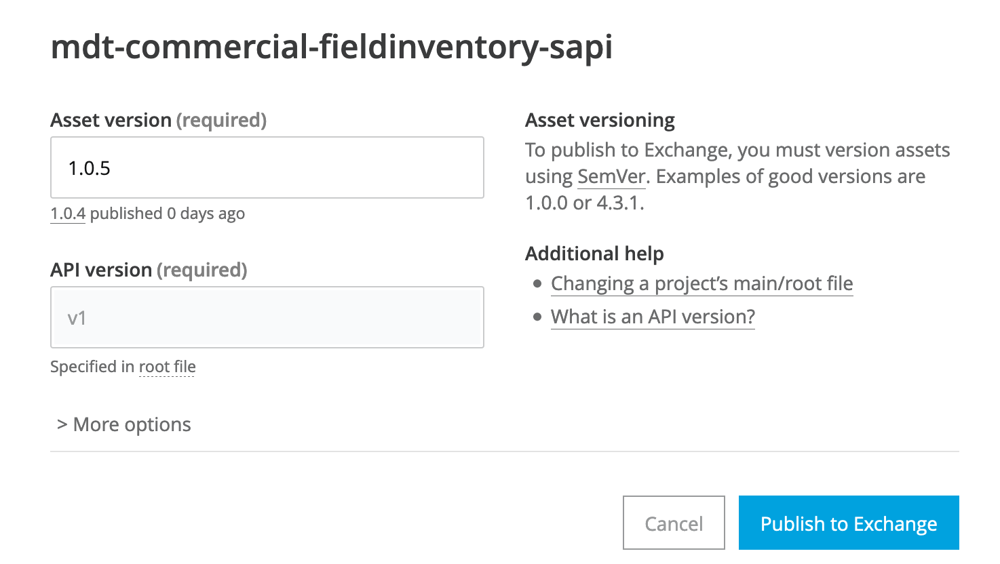 mdt-commercial-fieldinventory-sapi
Asset version (required)
1.0.5
1.0.4 published 0 days ago
API version (required)
v1
Specified in root file
> More options
Asset versioning
To publish to Exchange, you must version assets
using SemVer. Examples of good versions are
1.0.0 or 4.3.1.
Additional help
• Changing a project’s main/root file
• What is an API version?
Cancel
Publish to Exchange